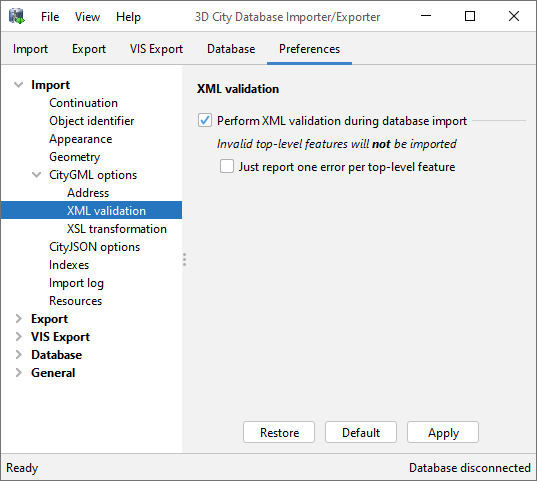 File View Help 3D City Database Importer/Exporter
Import Export VIS Export Database Preferences
Import
Continuation
Object identifier
Appearance
Geometry
CityGML options
Address
XML validation
XSL transformation
CityJSON options
Indexes
Import log
Resources
Export
VIS Export
Database
General
XML validation
Perform XML validation during database import
Invalid top-level features will not be imported
Just report one error per top-level feature
Restore Default Apply
Ready Database disconnected